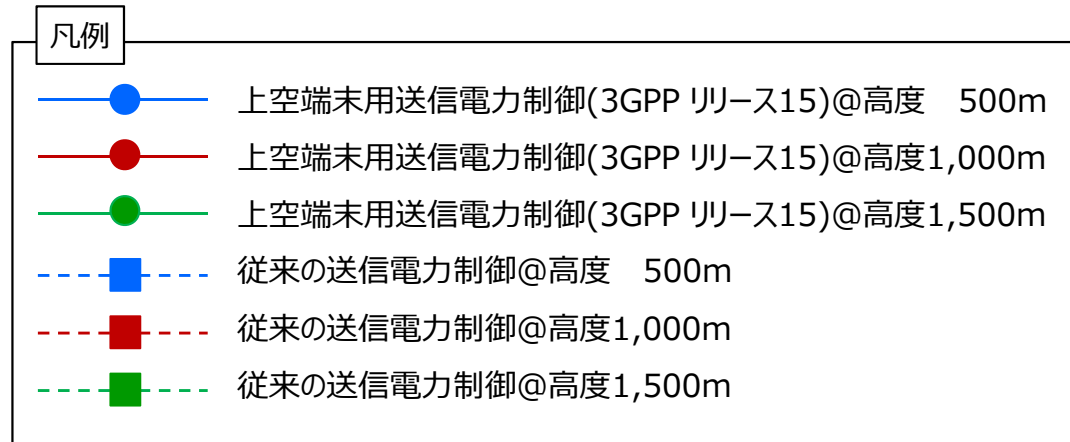 凡例
上空端末用送信電力制御(3GPP リリース15)@高度　500m
上空端末用送信電力制御(3GPP リリース15)@高度1,000m
上空端末用送信電力制御(3GPP リリース15)@高度1,500m
従来の送信電力制御@高度　500m
従来の送信電力制御@高度1,000m
従来の送信電力制御@高度1,500m